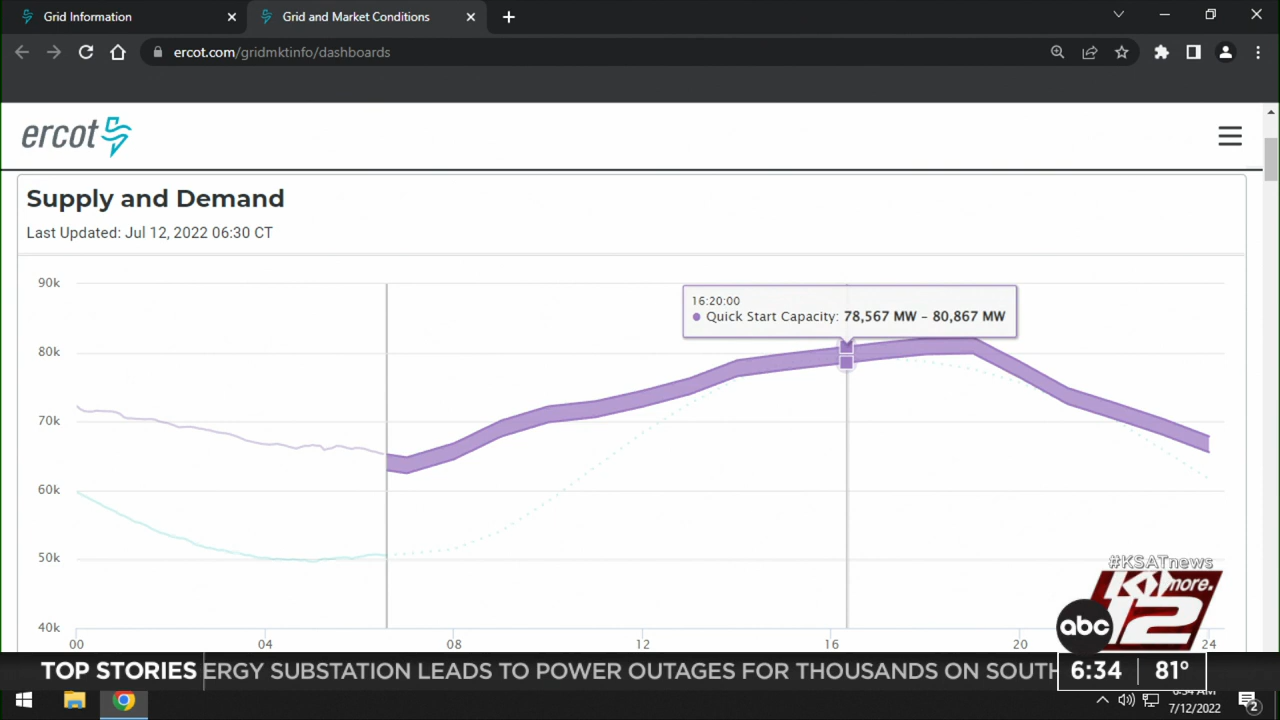 Grid Information
Grid and Market Conditions
ercot.com/gridmktinfo/dashboards
ercot
Supply and Demand
Last Updated: Jul 12, 2022 06:30 CT
90k
80k
70k
60k
50k
40k
16:20:00
Quick Start Capacity: 78,567 MW – 80,867 MW
00 04 08 12 16 20 24
#KSATnews
more.
12
abc
TOP STORIES ERGY SUBSTATION LEADS TO POWER OUTAGES FOR THOUSANDS ON SOUTH
6:34 81°
7/12/2022
2